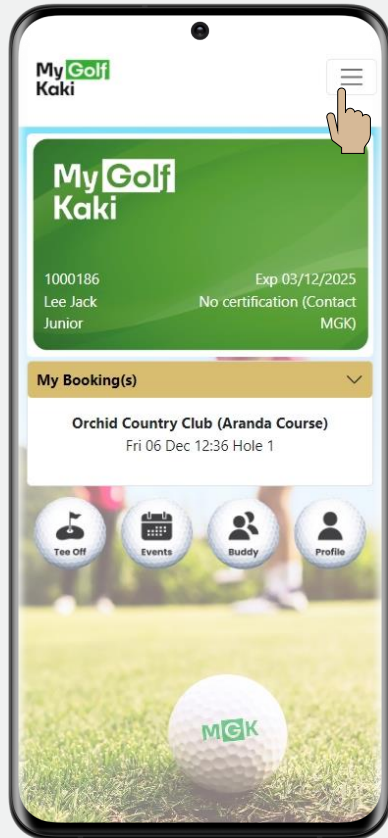 My Golf
Kaki
My Golf
Kaki
1000186
Exp 03/12/2025
Lee Jack
No certification (Contact
Junior
MGK)
My Booking(s)
Orchid Country Club (Aranda Course)
Fri 06 Dec 12:36 Hole 1
Tee Off
Events
Buddy
Profile
MGK